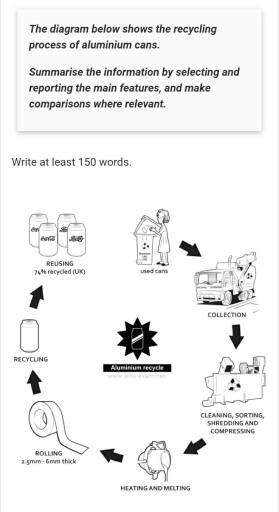 The diagram below shows the recycling
process of aluminium cans.
Summarise the information by selecting and
reporting the main features, and make
comparisons where relevant.
Write at least 150 words.
REUSING
74% recycled (UK)
used cans
COLLECTION
RECYCLING
Aluminium recycle
CLEANING, SORTING,
SHREDDING AND
COMPRESSING
ROLLING
2.5mm - 6mm thick
HEATING AND MELTING